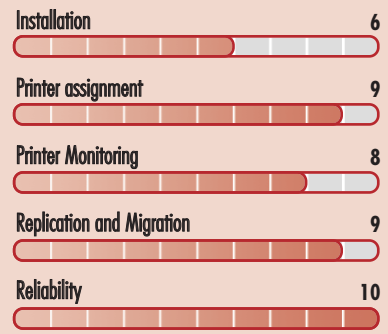 Installation 6
Printer assignment 9
Printer Monitoring 8
Replication and Migration 9
Reliability 10